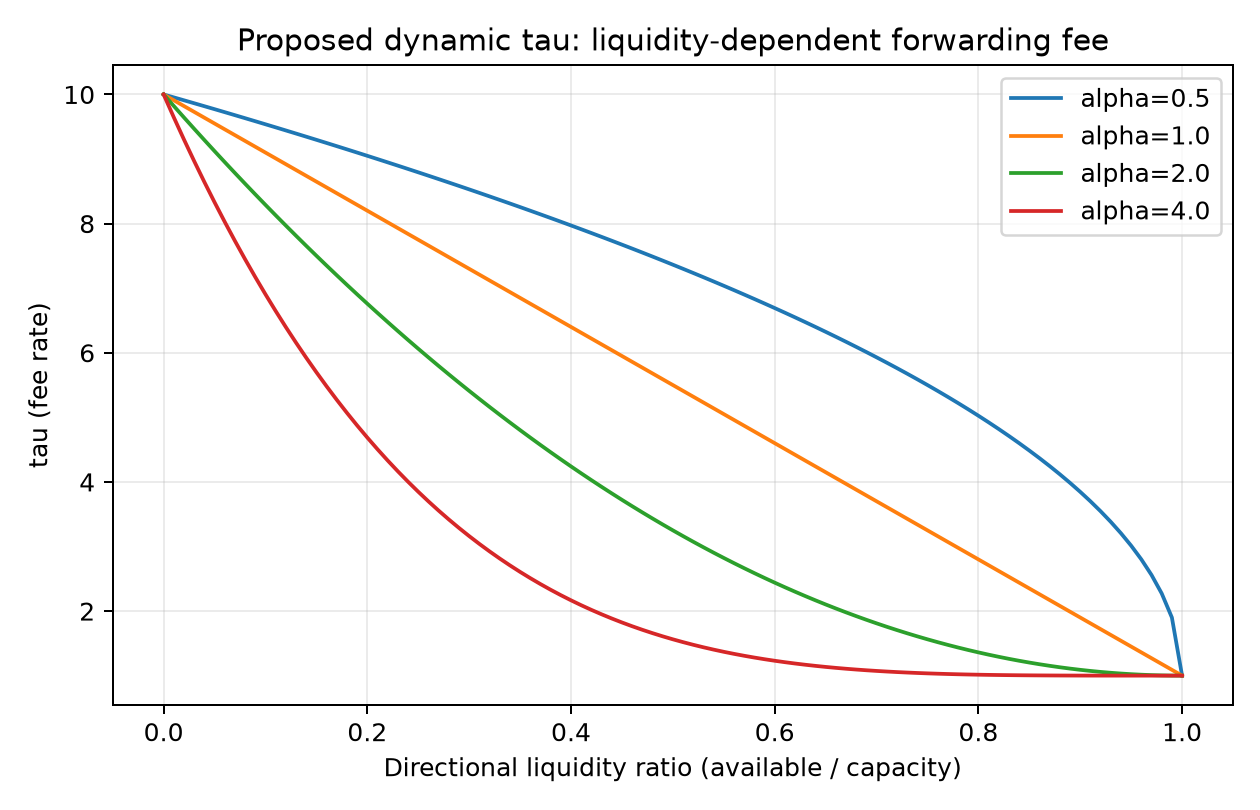 Proposed dynamic tau: liquidity-dependent forwarding fee
alpha=0.5
alpha=1.0
alpha=2.0
alpha=4.0
tau (fee rate)
10
8
6
4
2
0.0 0.2 0.4 0.6 0.8 1.0
Directional liquidity ratio (available / capacity)